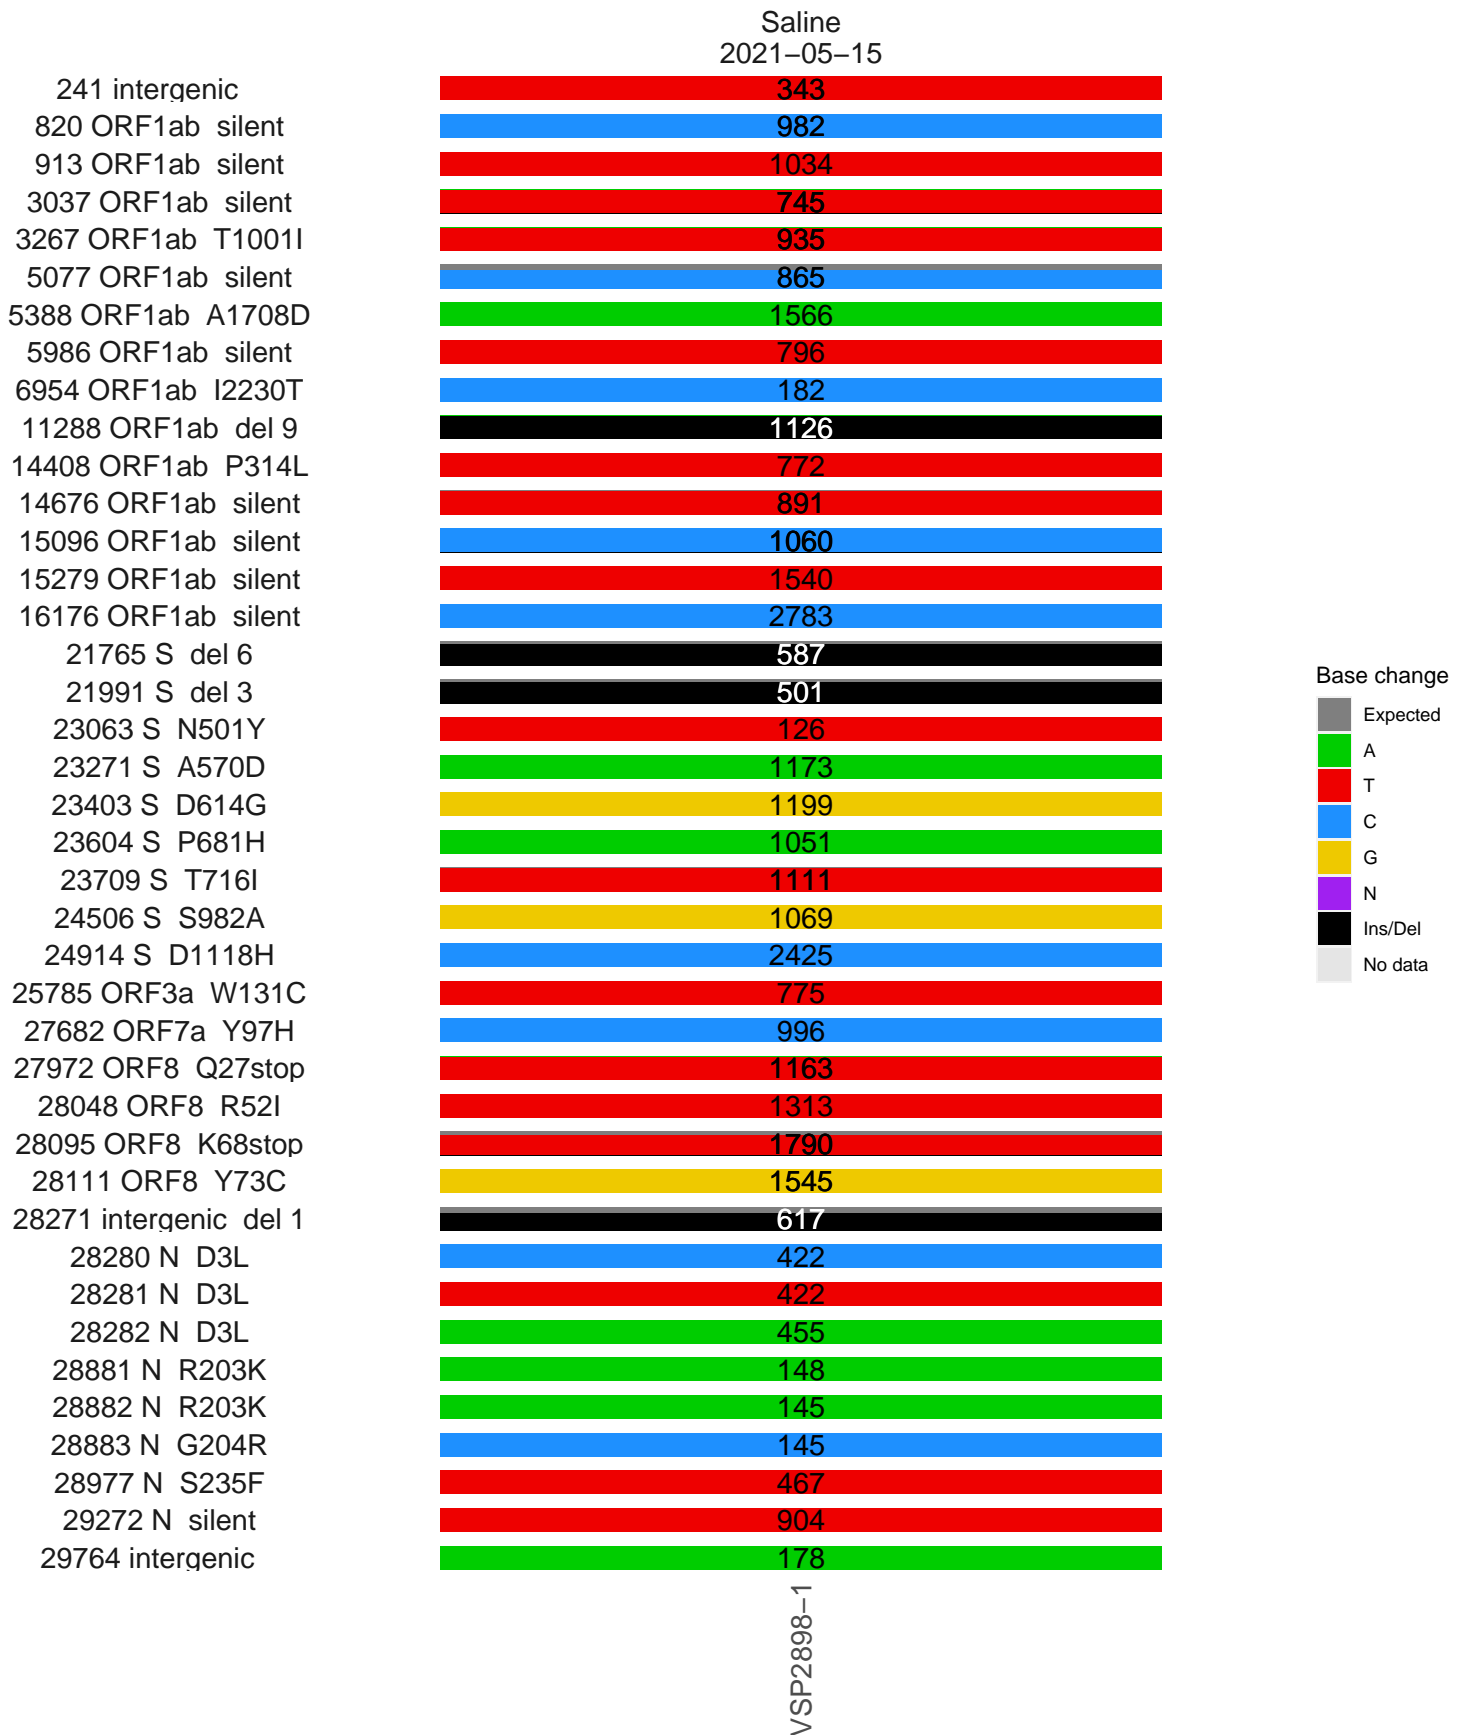 Saline
2021−05−15
241 intergenic 343
820 ORF1ab silent 982
913 ORF1ab silent 1034
3037 ORF1ab silent 745
3267 ORF1ab T1001I 935
5077 ORF1ab silent 865
5388 ORF1ab A1708D 1566
5986 ORF1ab silent 796
6954 ORF1ab I2230T 182
11288 ORF1ab del 9 1126
14408 ORF1ab P314L 772
14676 ORF1ab silent 891
15096 ORF1ab silent 1060
15279 ORF1ab silent 1540
16176 ORF1ab silent 2783
21765 S del 6 587
21991 S del 3 501
23063 S N501Y 126
23271 S A570D 1173
23403 S D614G 1199
23604 S P681H 1051
23709 S T716I 1111
24506 S S982A 1069
24914 S D1118H 2425
25785 ORF3a W131C 775
27682 ORF7a Y97H 996
27972 ORF8 Q27stop 1163
28048 ORF8 R52I 1313
28095 ORF8 K68stop 1790
28111 ORF8 Y73C 1545
28271 intergenic del 1 617
28280 N D3L 422
28281 N D3L 422
28282 N D3L 455
28881 N R203K 148
28882 N R203K 145
28883 N G204R 145
28977 N S235F 467
29272 N silent 904
29764 intergenic 178
VSP2898−1
Base change
Expected
A
T
C
G
N
Ins/Del
No data